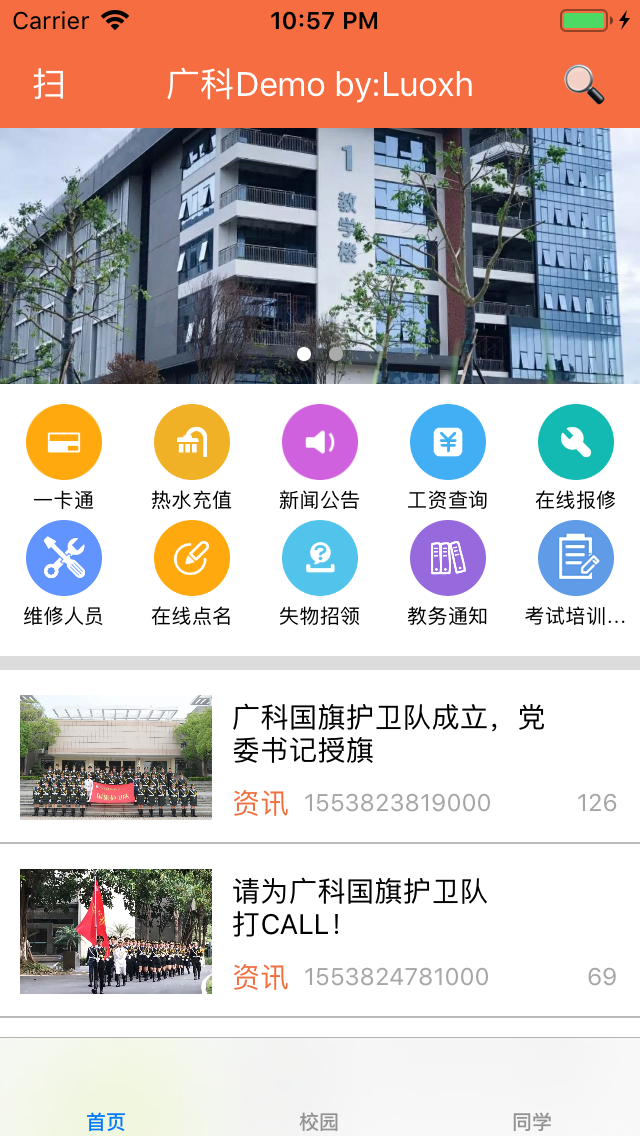 Carrier 10:57 PM
扫 广科Demo by:Luoxh
1
教学楼
一卡通 热水充值 新闻公告 工资查询 在线报修
维修人员 在线点名 失物招领 教务通知 考试培训...
广科国旗护卫队成立，党
委书记授旗
资讯 1553823819000 126
请为广科国旗护卫队
打CALL！
资讯 1553824781000 69
首页 校园 同学